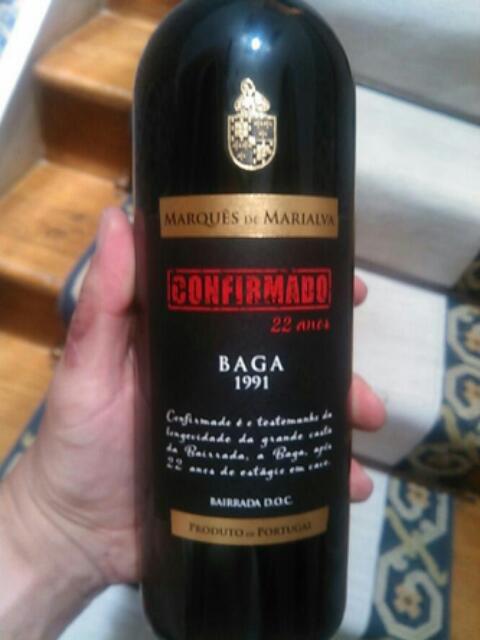 MARQUÊS DE MARIALVA
CONFIRMADO
22 anos
BAGA
1991
Confirmado é o testemunho da
longevidade da grande casta
da Bairrada, a Baga, após
22 anos de estágio em cave.
BAIRRADA D.O.C.
PRODUTO DE PORTUGAL